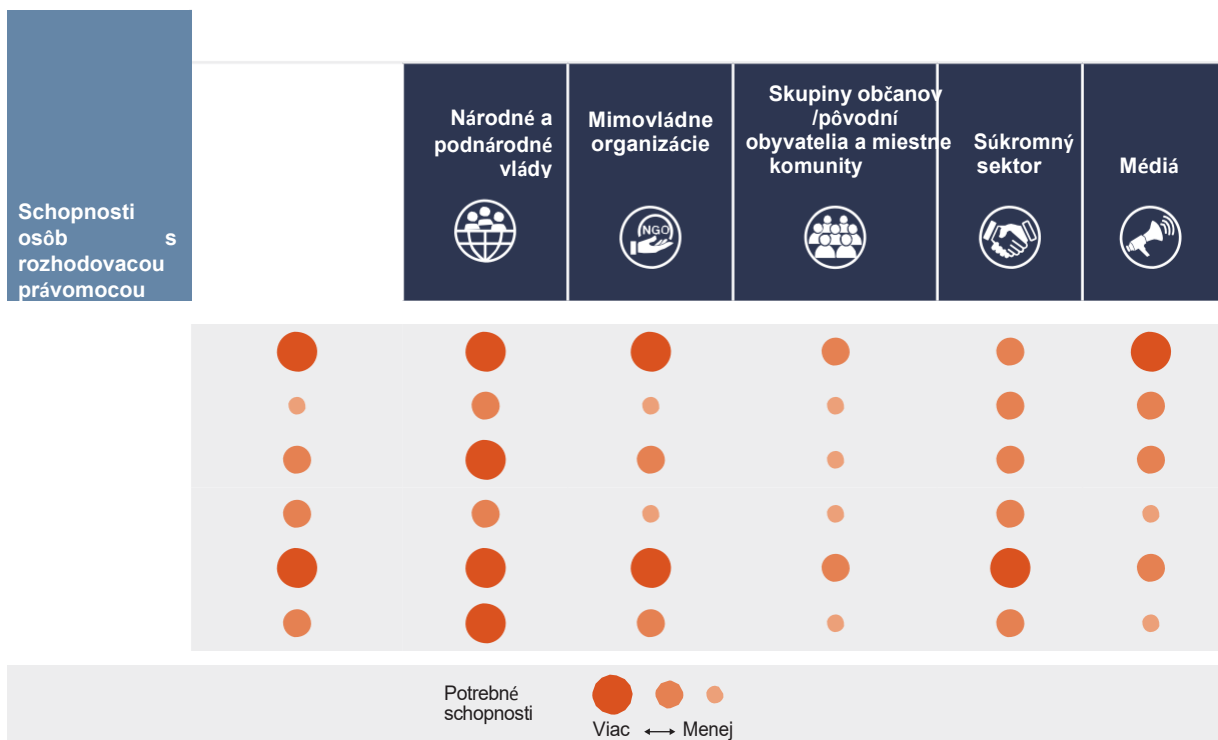 Schopnosti
osôb s
rozhodovacou
právomocou
Národné a
podnárodné
vlády
Mimovládne
organizácie
NGO
Skupiny občanov
/pôvodní
obyvatelia a miestne
komunity
Súkromný
sektor
Médiá
Potrebné
schopnosti
Viac ⟷ Menej